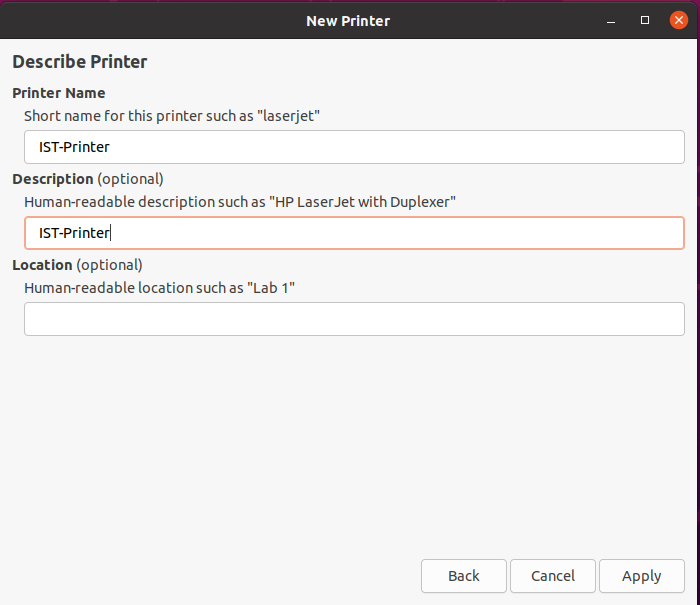 New Printer
Describe Printer
Printer Name
Short name for this printer such as "laserjet"
IST-Printer
Description (optional)
Human-readable description such as "HP LaserJet with Duplexer"
IST-Printer
Location (optional)
Human-readable location such as "Lab 1"
Back Cancel Apply